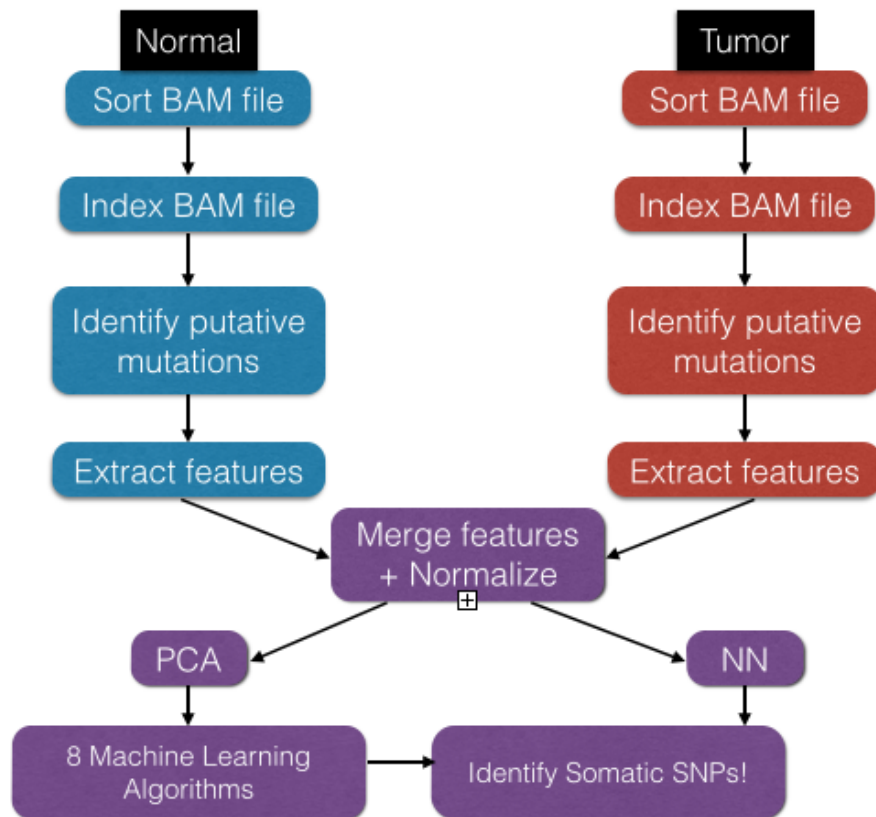 Normal
Tumor
Sort BAM file
Sort BAM file
Index BAM file
Index BAM file
Identify putative
mutations
Identify putative
mutations
Extract features
Extract features
Merge features
+ Normalize
PCA
NN
8 Machine Learning
Algorithms
Identify Somatic SNPs!